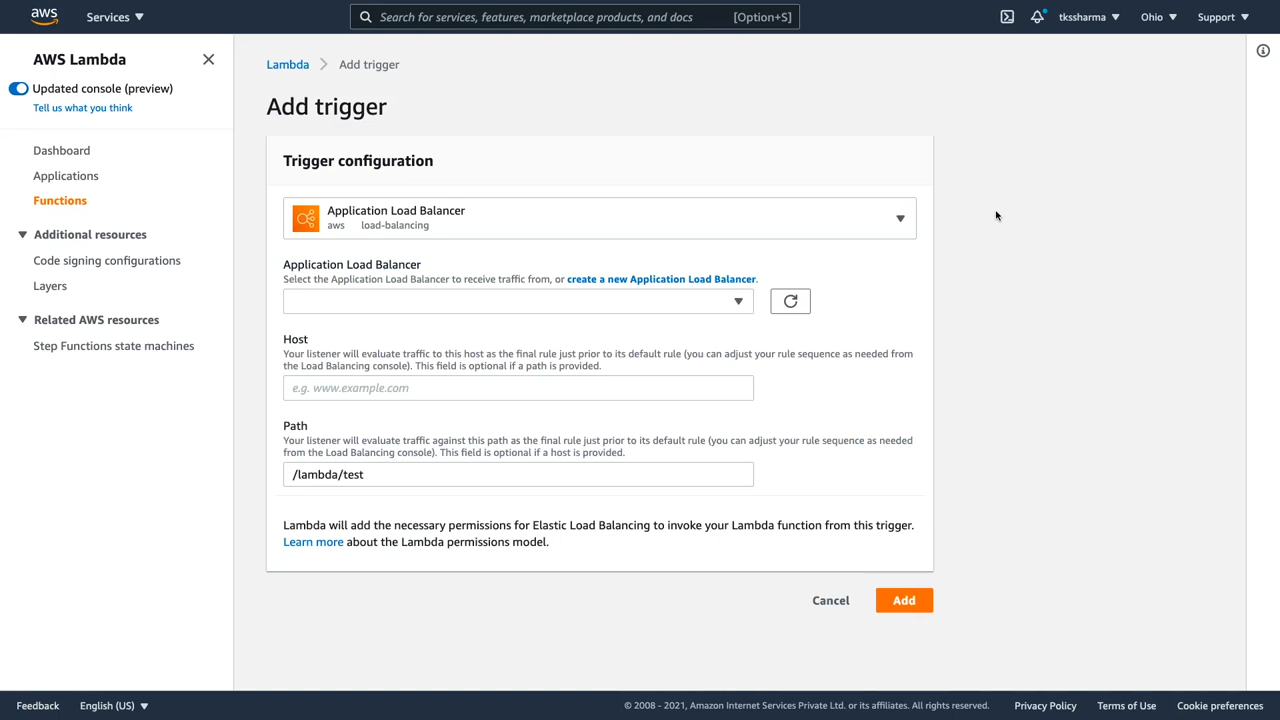 aws
Services
Search for services, features, marketplace products, and docs
[Option+S]
tkssharma
Ohio
Support
AWS Lambda
Updated console (preview)
Tell us what you think
Dashboard
Applications
Functions
Additional resources
Code signing configurations
Layers
Related AWS resources
Step Functions state machines
Lambda
Add trigger
Add trigger
Trigger configuration
Application Load Balancer
aws load-balancing
Application Load Balancer
Select the Application Load Balancer to receive traffic from, or create a new Application Load Balancer.
Host
Your listener will evaluate traffic to this host as the final rule just prior to its default rule (you can adjust your rule sequence as needed from
the Load Balancing console). This field is optional if a path is provided.
e.g. www.example.com
Path
Your listener will evaluate traffic against this path as the final rule just prior to its default rule (you can adjust your rule sequence as needed
from the Load Balancing console). This field is optional if a host is provided.
/lambda/test
Lambda will add the necessary permissions for Elastic Load Balancing to invoke your Lambda function from this trigger.
Learn more about the Lambda permissions model.
Cancel
Add
Feedback
English (US)
© 2008 - 2021, Amazon Internet Services Private Ltd. or its affiliates. All rights reserved.
Privacy Policy
Terms of Use
Cookie preferences